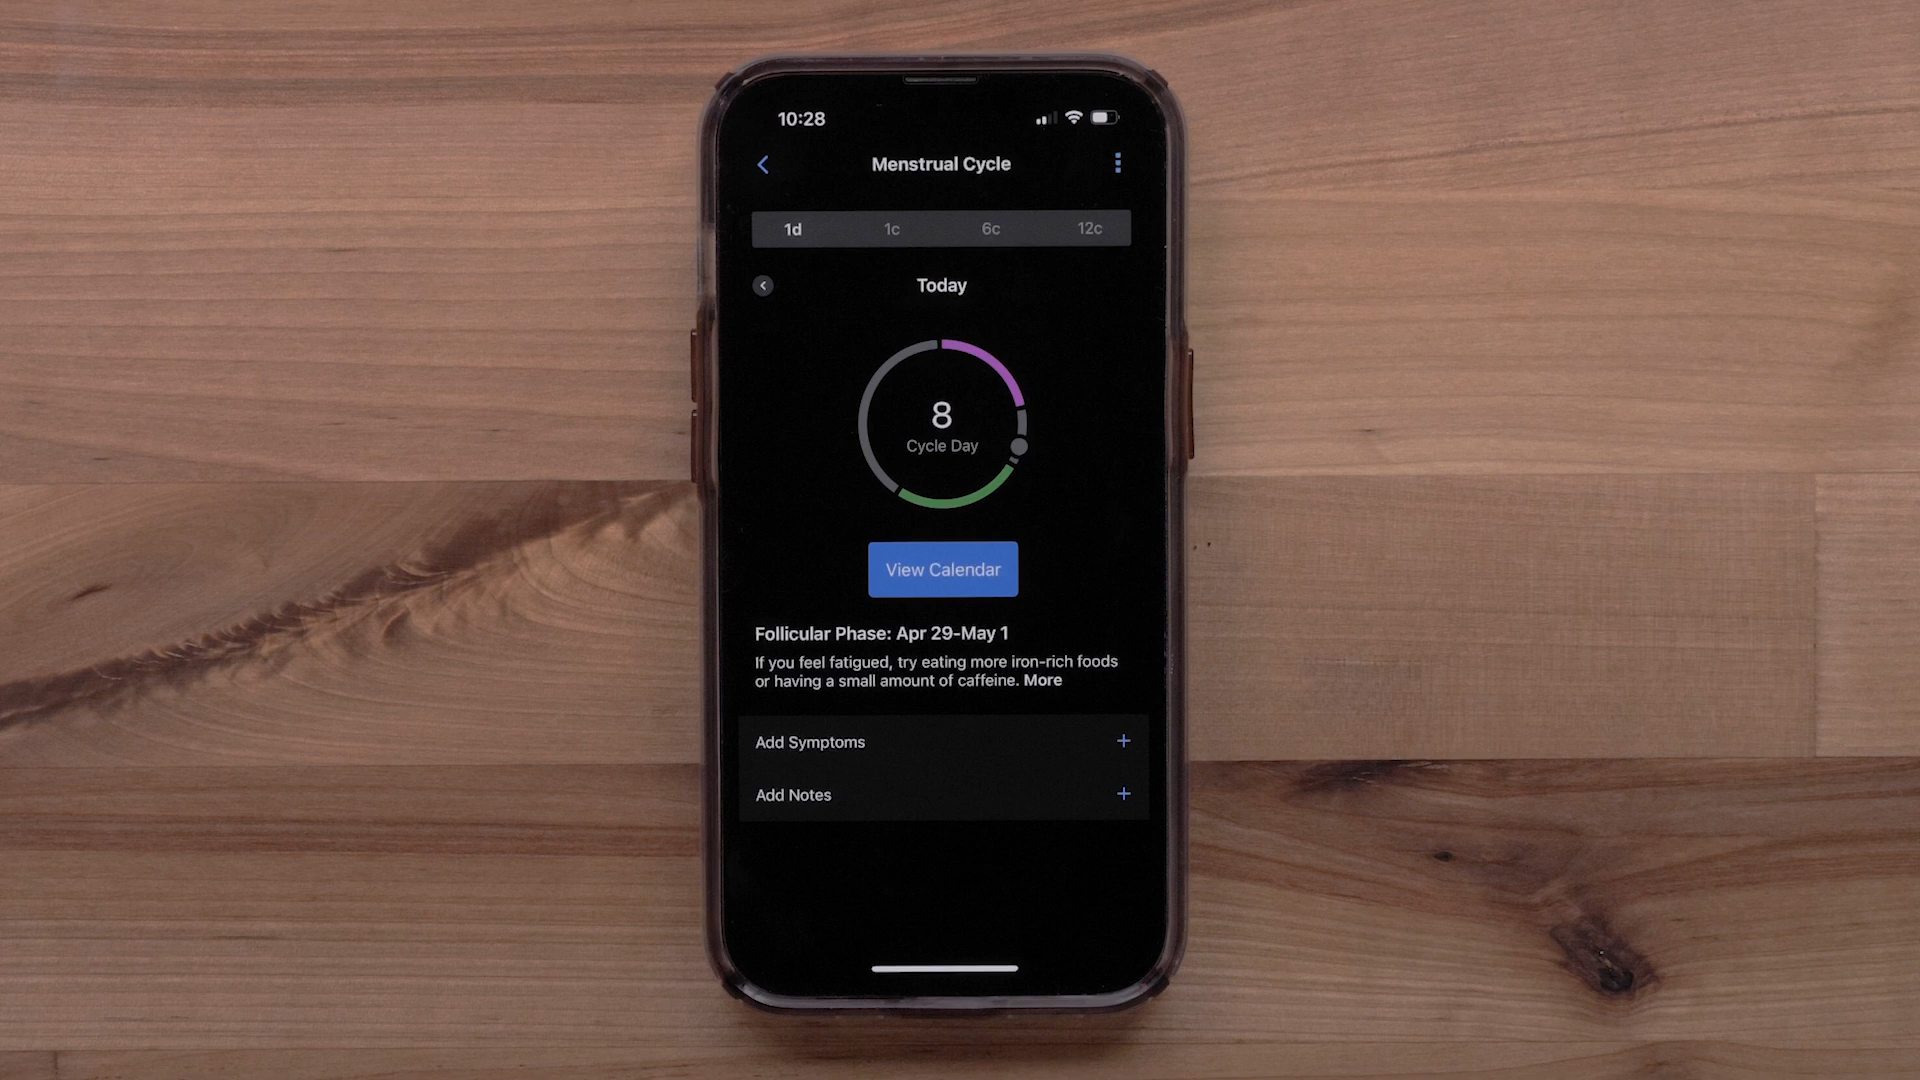 10:28
Menstrual Cycle
1d 1c 6c 12c
Today
8
Cycle Day
View Calendar
Follicular Phase: Apr 29-May 1
If you feel fatigued, try eating more iron-rich foods
or having a small amount of caffeine. More
Add Symptoms +
Add Notes +